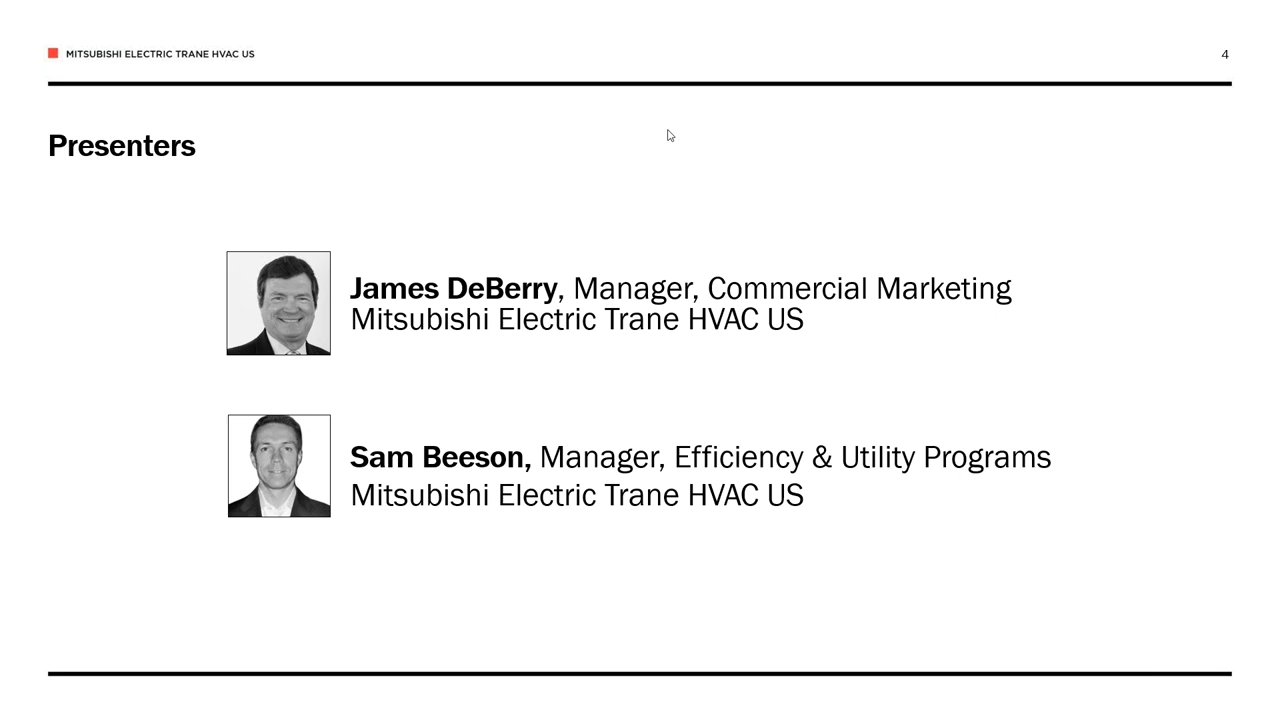 MITSUBISHI ELECTRIC TRANE HVAC US
4
Presenters
James DeBerry, Manager, Commercial Marketing
Mitsubishi Electric Trane HVAC US
Sam Beeson, Manager, Efficiency & Utility Programs
Mitsubishi Electric Trane HVAC US